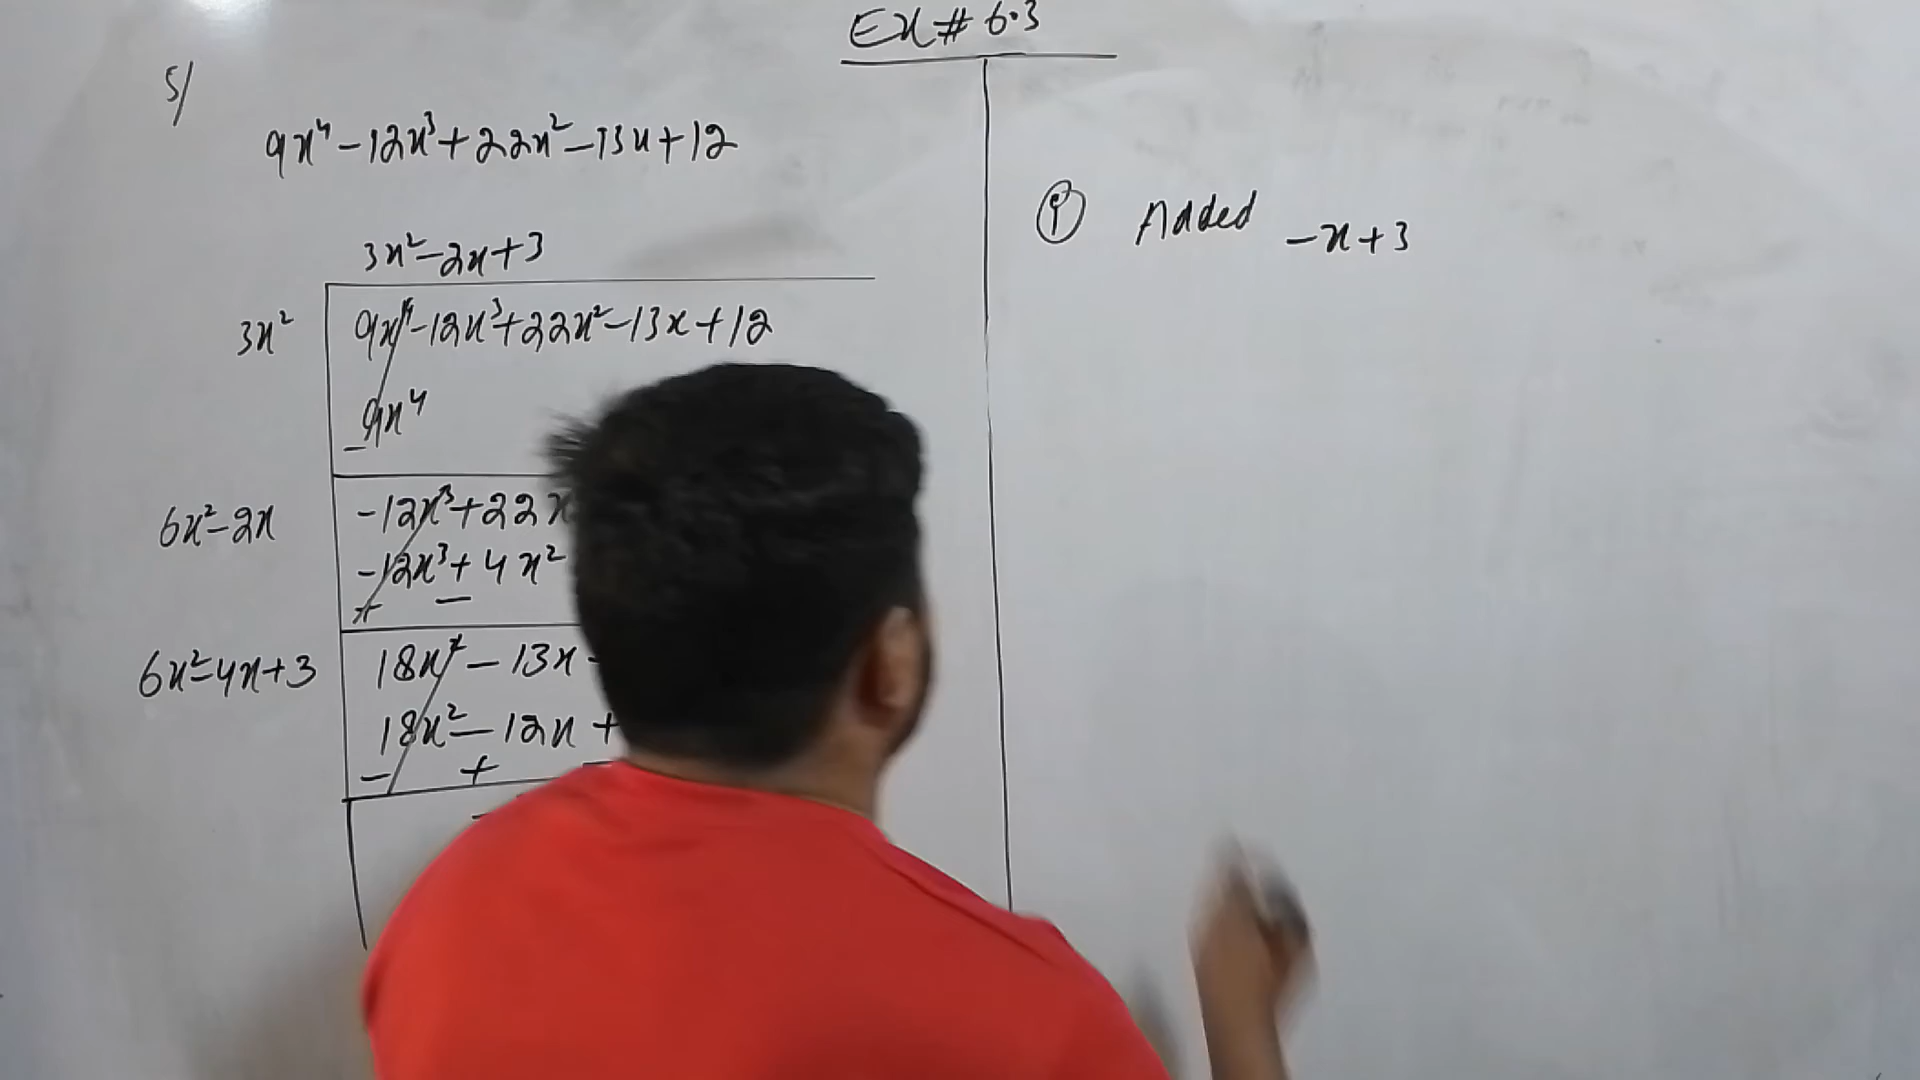 Ex # 6.3
5/
9x⁴ - 12x³ + 22x² - 13x + 12
3x² - 2x + 3
3x² 9x⁴ - 12x³ + 22x² - 13x + 12
9x⁴
-
6x² - 2x -12x³ + 22x
-12x³ + 4x²
+ -
6x² - 4x + 3 18x² - 13x
18x² - 12x +
- +
Added -x + 3